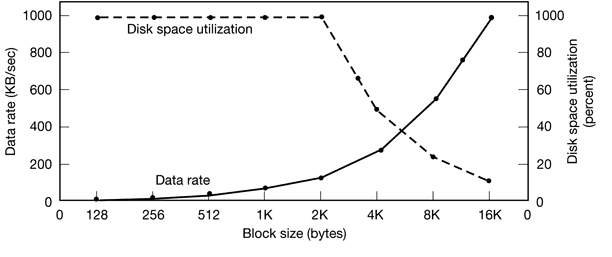 1000
800
600
400
200
0
Data rate (KB/sec)
Disk space utilization
Data rate
1000
80
60
40
20
0
Disk space utilization
(percent)
0 128 256 512 1K 2K 4K 8K 16K 0
Block size (bytes)